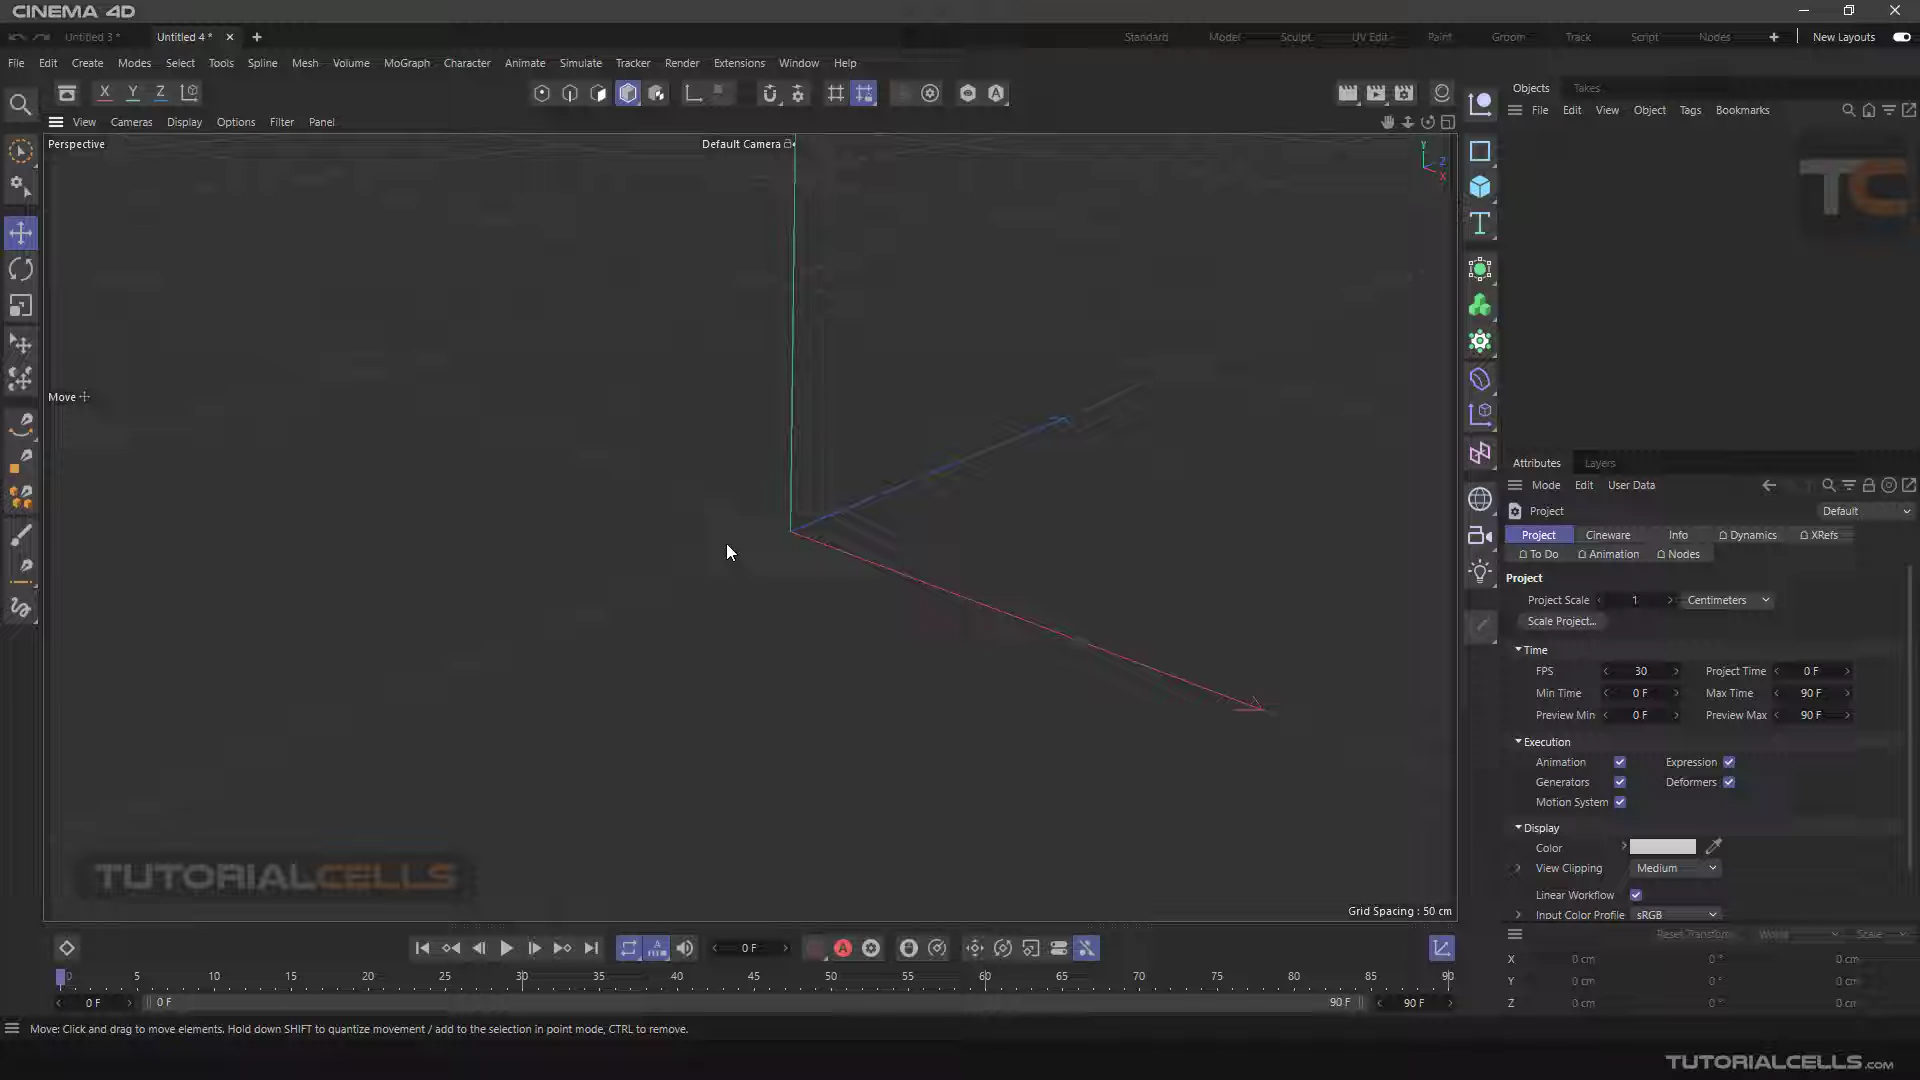 CINEMA 4D
Untitled 3 *
Untitled 4 *
Standard Model Sculpt UV Edit Paint Groom Track Script Nodes New Layouts
File Edit Create Modes Select Tools Spline Mesh Volume MoGraph Character Animate Simulate Tracker Render Extensions Window Help
X Y Z
View Cameras Display Options Filter Panel
Perspective
Default Camera
Y
Z
X
Move
TUTORIALCELLS
Grid Spacing : 50 cm
Objects Takes
File Edit View Object Tags Bookmarks
TC
Attributes Layers
Mode Edit User Data
Project Default
Project Cineware Info Dynamics XRefs
To Do Animation Nodes
Project
Project Scale 1 Centimeters
Scale Project...
Time
FPS 30 Project Time 0 F
Min Time 0 F Max Time 90 F
Preview Min 0 F Preview Max 90 F
Execution
Animation Expression
Generators Deformers
Motion System
Display
Color
View Clipping Medium
Linear Workflow
Input Color Profile sRGB
Reset Transform World Scale
X 0 cm 0 ° 0 cm
Y 0 cm 0 ° 0 cm
Z 0 cm 0 ° 0 cm
0 F
0 5 10 15 20 25 30 35 40 45 50 55 60 65 70 75 80 85 90
0 F 0 F 90 F 90 F
Move: Click and drag to move elements. Hold down SHIFT to quantize movement / add to the selection in point mode, CTRL to remove.
TUTORIALCELLS.COM